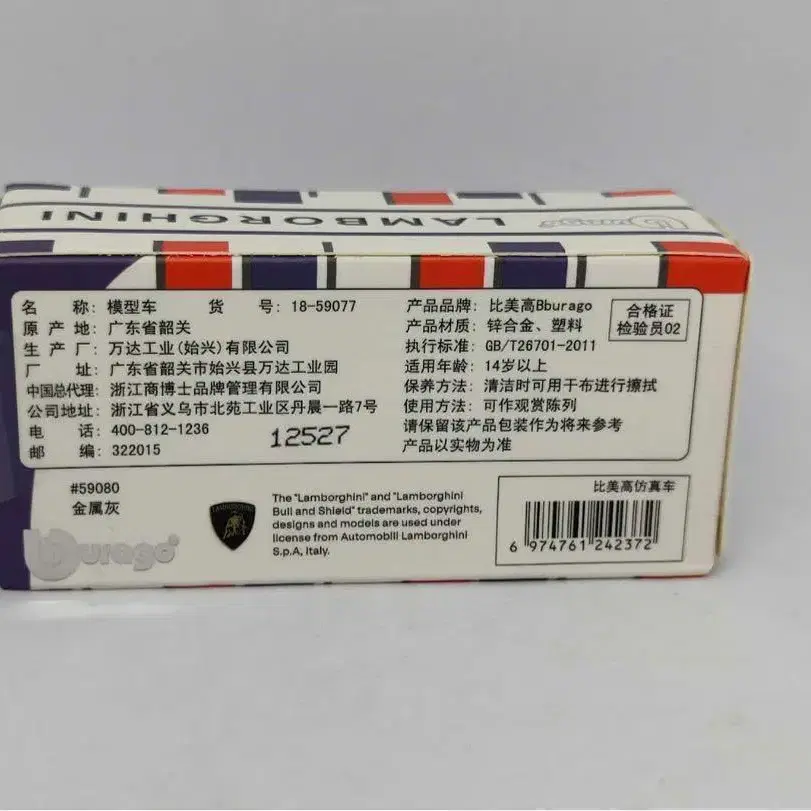 LAMBORGHINI
burago
名 称: 模型车 货 号: 18-59077
原 产 地: 广东省韶关
生 产 厂: 万达工业(始兴)有限公司
厂 址: 广东省韶关市始兴县万达工业园
中国总代理: 浙江商博士品牌管理有限公司
公司地址: 浙江省义乌市北苑工业区丹晨一路7号
电 话: 400-812-1236
邮 编: 322015
12527
产品品牌: 比美高Bburago
产品材质: 锌合金、塑料
执行标准: GB/T26701-2011
适用年龄: 14岁以上
保养方法: 清洁时可用干布进行擦拭
使用方法: 可作观赏陈列
请保留该产品包装作为将来参考
产品以实物为准
合格证
检验员02
#59080
金属灰
burago
LAMBORGHINI
The "Lamborghini" and "Lamborghini
Bull and Shield" trademarks, copyrights,
designs and models are used under
license from Automobili Lamborghini
S.p.A, Italy.
比美高仿真车
6 974761 242372